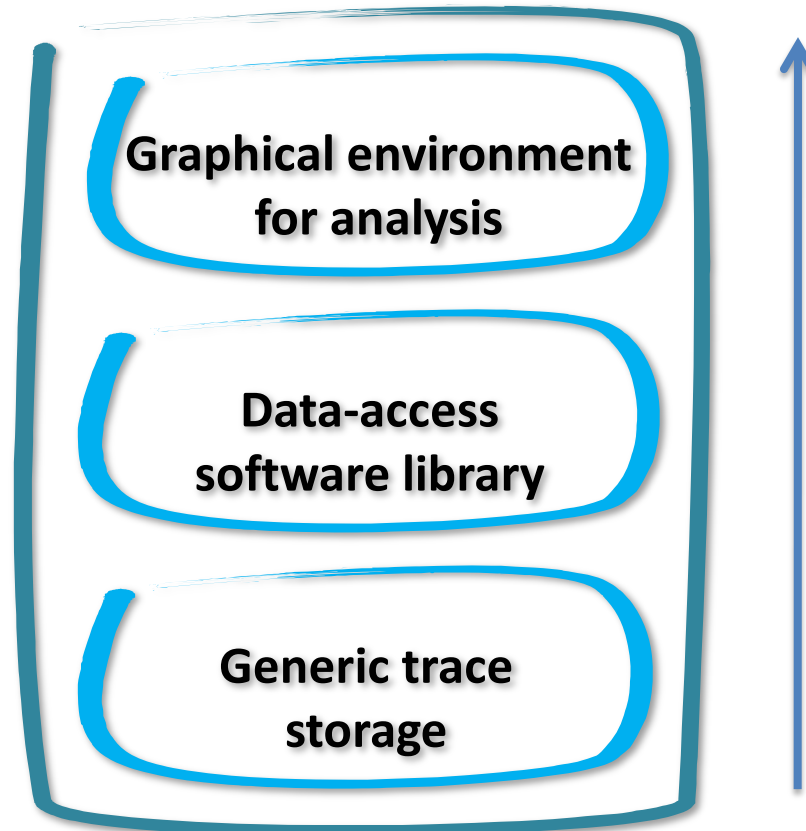 Graphical environment
for analysis
Data-access
software library
Generic trace
storage